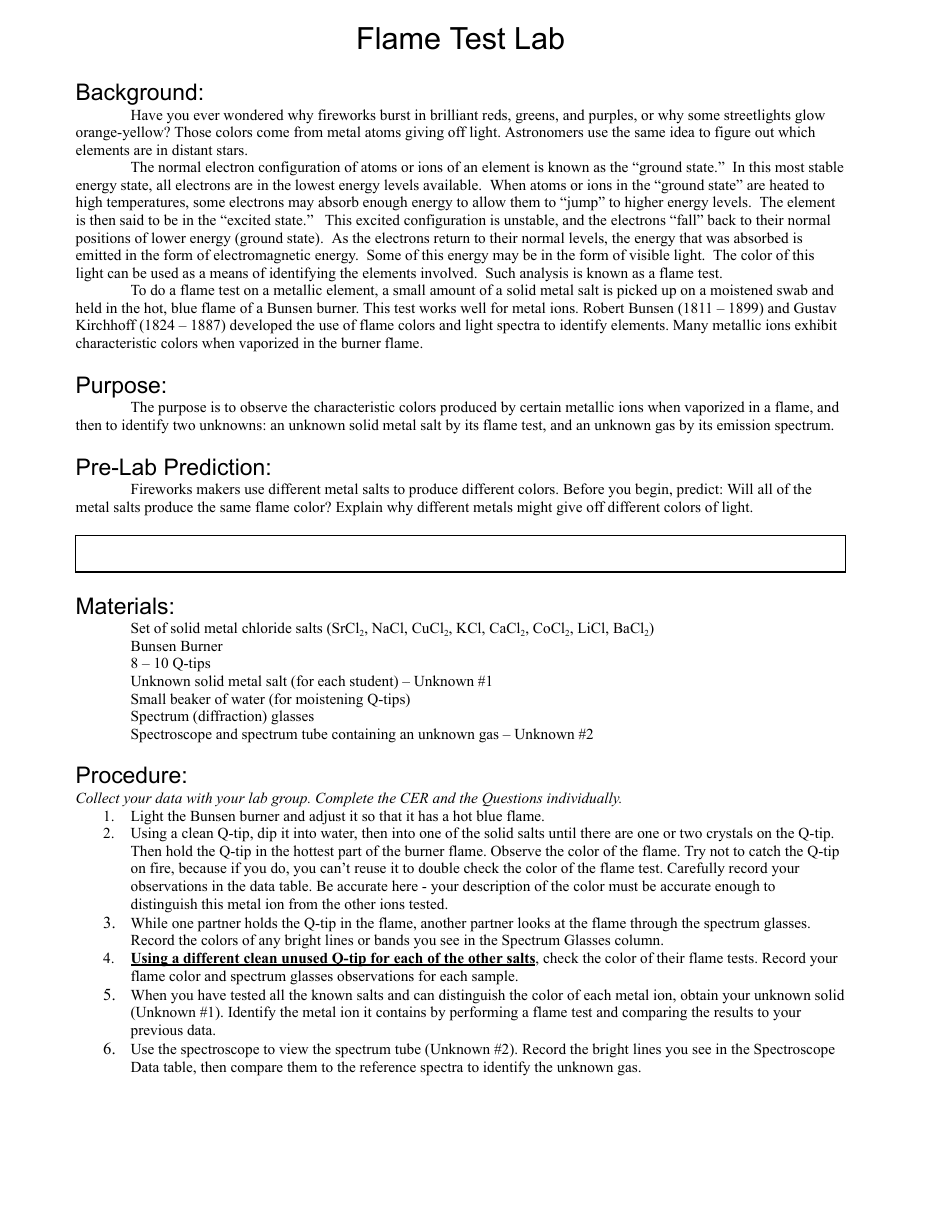 Flame Test Lab
Background:
Have you ever wondered why fireworks burst in brilliant reds, greens, and purples, or why some streetlights glow
orange-yellow? Those colors come from metal atoms giving off light. Astronomers use the same idea to figure out which
elements are in distant stars.
The normal electron configuration of atoms or ions of an element is known as the “ground state.”  In this most stable
energy state, all electrons are in the lowest energy levels available.  When atoms or ions in the “ground state” are heated to
high temperatures, some electrons may absorb enough energy to allow them to “jump” to higher energy levels.  The element
is then said to be in the “excited state.”   This excited configuration is unstable, and the electrons “fall” back to their normal
positions of lower energy (ground state).  As the electrons return to their normal levels, the energy that was absorbed is
emitted in the form of electromagnetic energy.  Some of this energy may be in the form of visible light.  The color of this
light can be used as a means of identifying the elements involved.  Such analysis is known as a flame test.
To do a flame test on a metallic element, a small amount of a solid metal salt is picked up on a moistened swab and
held in the hot, blue flame of a Bunsen burner. This test works well for metal ions. Robert Bunsen (1811 – 1899) and Gustav
Kirchhoff (1824 – 1887) developed the use of flame colors and light spectra to identify elements. Many metallic ions exhibit
characteristic colors when vaporized in the burner flame.
Purpose:
The purpose is to observe the characteristic colors produced by certain metallic ions when vaporized in a flame, and
then to identify two unknowns: an unknown solid metal salt by its flame test, and an unknown gas by its emission spectrum.
Pre-Lab Prediction:
Fireworks makers use different metal salts to produce different colors. Before you begin, predict: Will all of the
metal salts produce the same flame color? Explain why different metals might give off different colors of light.
Materials:
Set of solid metal chloride salts (SrCl₂, NaCl, CuCl₂, KCl, CaCl₂, CoCl₂, LiCl, BaCl₂)
Bunsen Burner
8 – 10 Q-tips
Unknown solid metal salt (for each student) – Unknown #1
Small beaker of water (for moistening Q-tips)
Spectrum (diffraction) glasses
Spectroscope and spectrum tube containing an unknown gas – Unknown #2
Procedure:
Collect your data with your lab group. Complete the CER and the Questions individually.
1. Light the Bunsen burner and adjust it so that it has a hot blue flame.
2. Using a clean Q-tip, dip it into water, then into one of the solid salts until there are one or two crystals on the Q-tip.
Then hold the Q-tip in the hottest part of the burner flame. Observe the color of the flame. Try not to catch the Q-tip
on fire, because if you do, you can’t reuse it to double check the color of the flame test. Carefully record your
observations in the data table. Be accurate here - your description of the color must be accurate enough to
distinguish this metal ion from the other ions tested.
3. While one partner holds the Q-tip in the flame, another partner looks at the flame through the spectrum glasses.
Record the colors of any bright lines or bands you see in the Spectrum Glasses column.
4. Using a different clean unused Q-tip for each of the other salts, check the color of their flame tests. Record your
flame color and spectrum glasses observations for each sample.
5. When you have tested all the known salts and can distinguish the color of each metal ion, obtain your unknown solid
(Unknown #1). Identify the metal ion it contains by performing a flame test and comparing the results to your
previous data.
6. Use the spectroscope to view the spectrum tube (Unknown #2). Record the bright lines you see in the Spectroscope
Data table, then compare them to the reference spectra to identify the unknown gas.